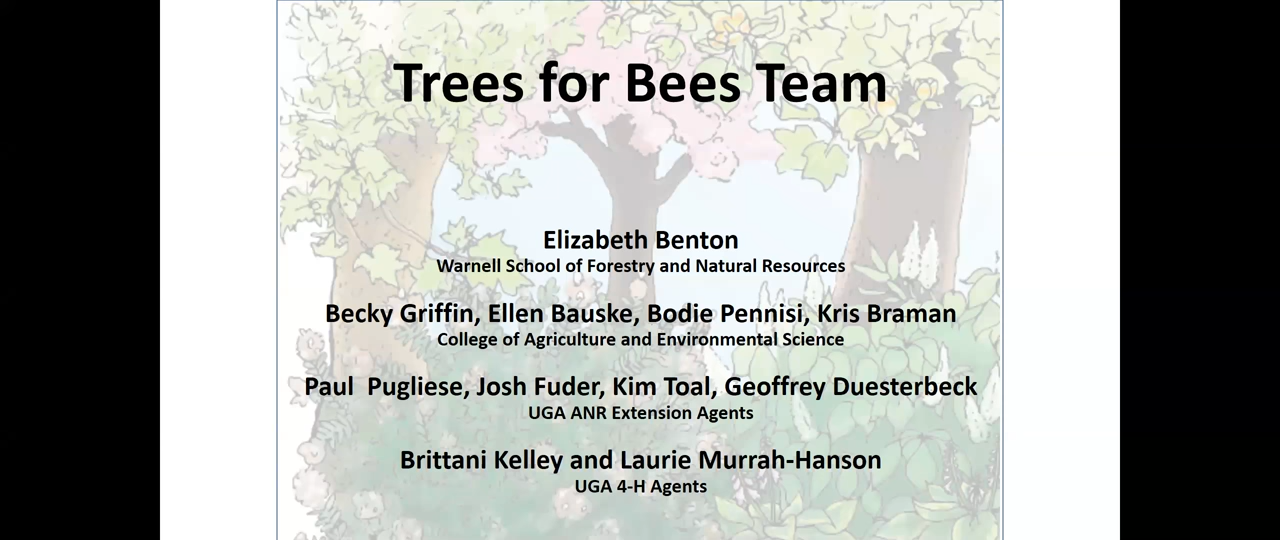 Trees for Bees Team
Elizabeth Benton
Warnell School of Forestry and Natural Resources
Becky Griffin, Ellen Bauske, Bodie Pennisi, Kris Braman
College of Agriculture and Environmental Science
Paul  Pugliese, Josh Fuder, Kim Toal, Geoffrey Duesterbeck
UGA ANR Extension Agents
Brittani Kelley and Laurie Murrah-Hanson
UGA 4-H Agents